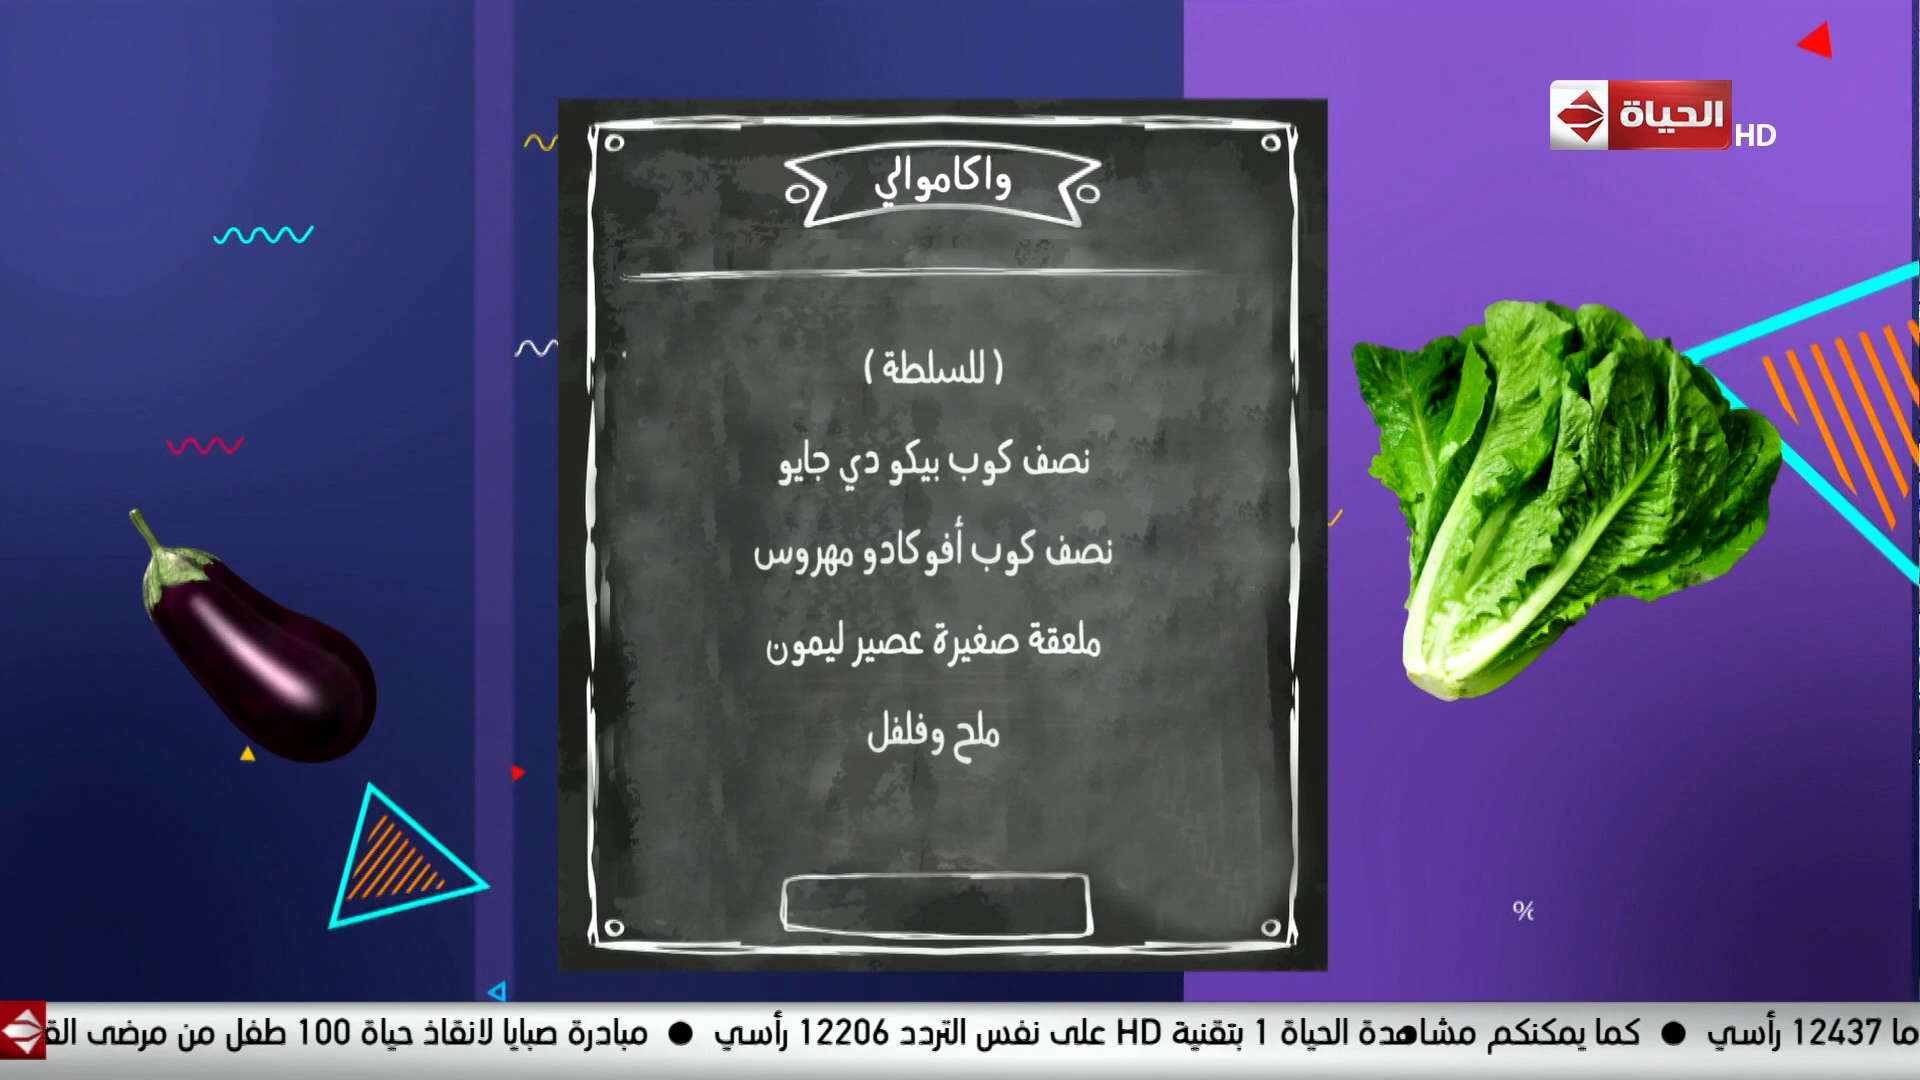 الحياة
HD
واكاموالي
( للسلطة )
نصف كوب بيكو دي جايو
نصف كوب أفوكادو مهروس
ملعقة صغيرة عصير ليمون
ملح وفلفل
%
ما 12437 رأسي ● كما يمكنكم مشاهدة الحياة 1 بتقنية HD على نفس التردد 12206 رأسي ● مبادرة صبايا لانقاذ حياة 100 طفل من مرضى الق